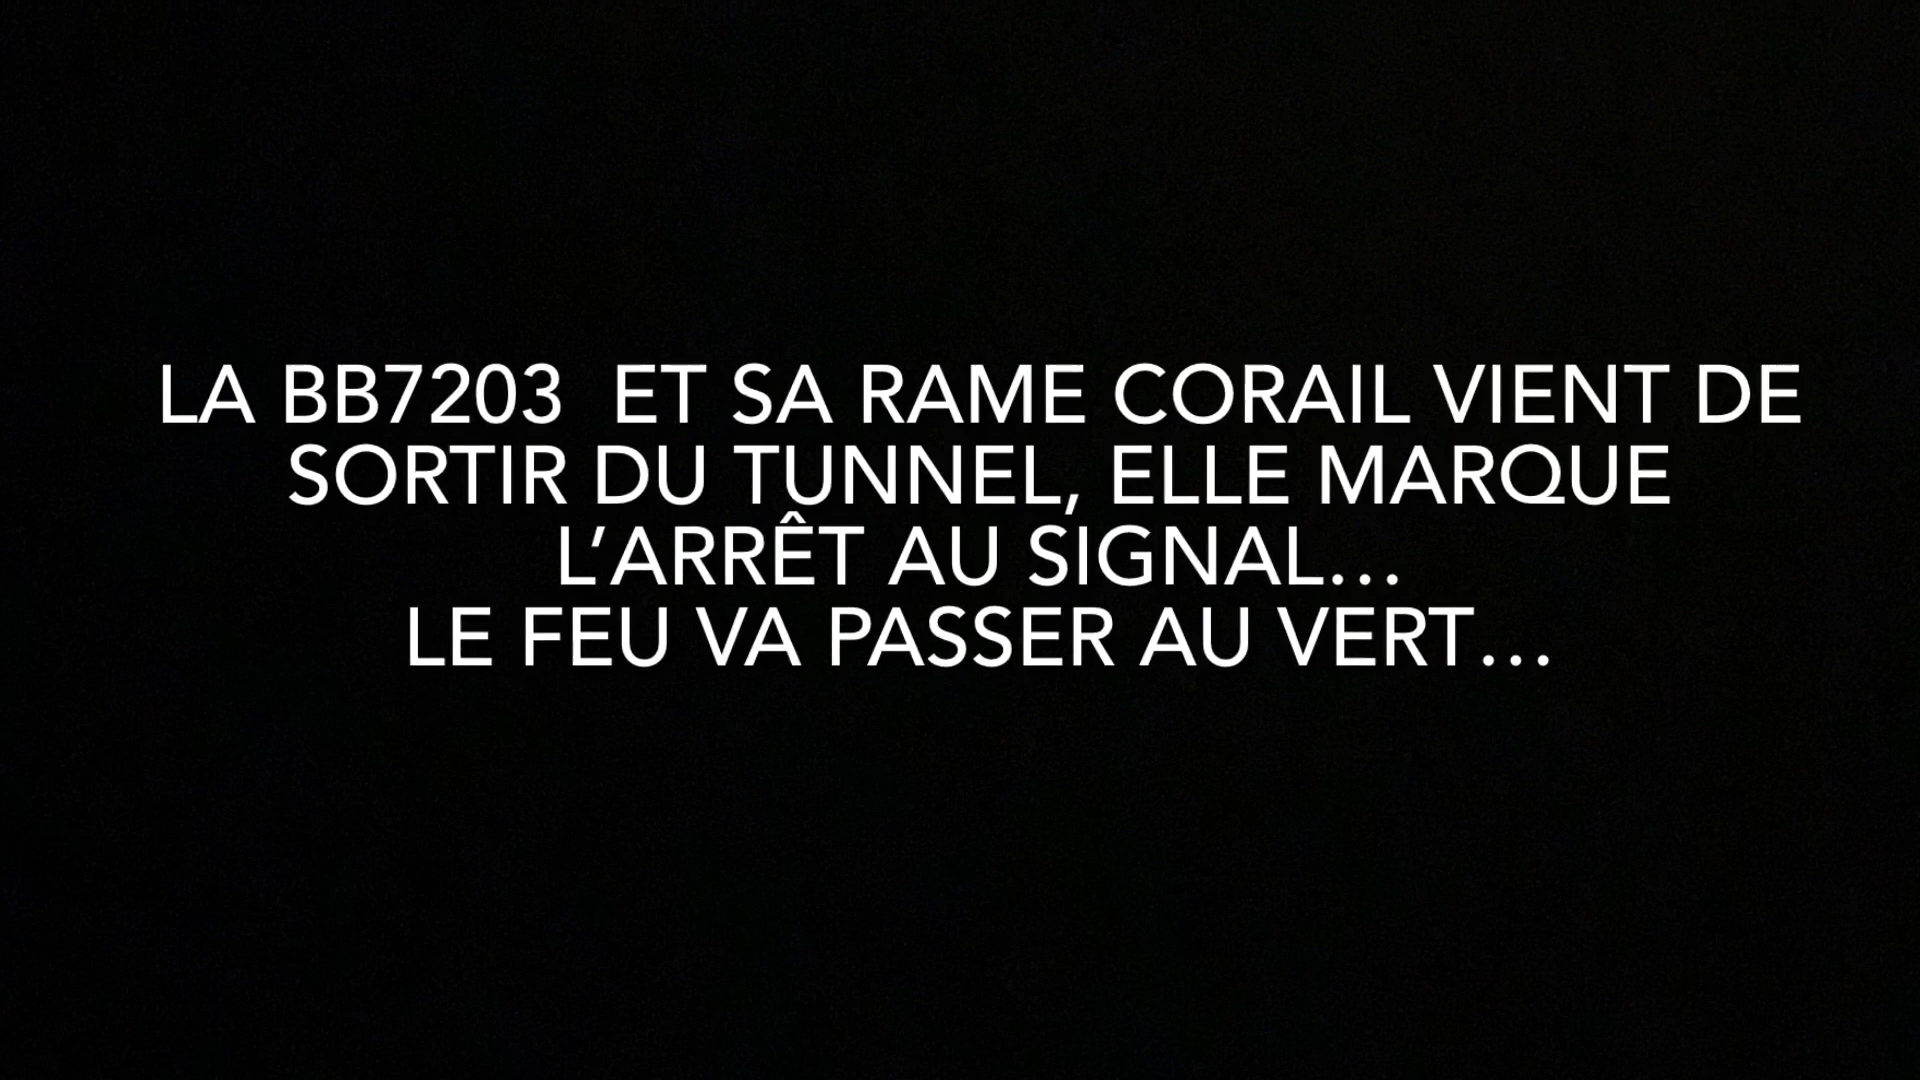 LA BB7203  ET SA RAME CORAIL VIENT DE
SORTIR DU TUNNEL, ELLE MARQUE
L’ARRÊT AU SIGNAL…
LE FEU VA PASSER AU VERT…